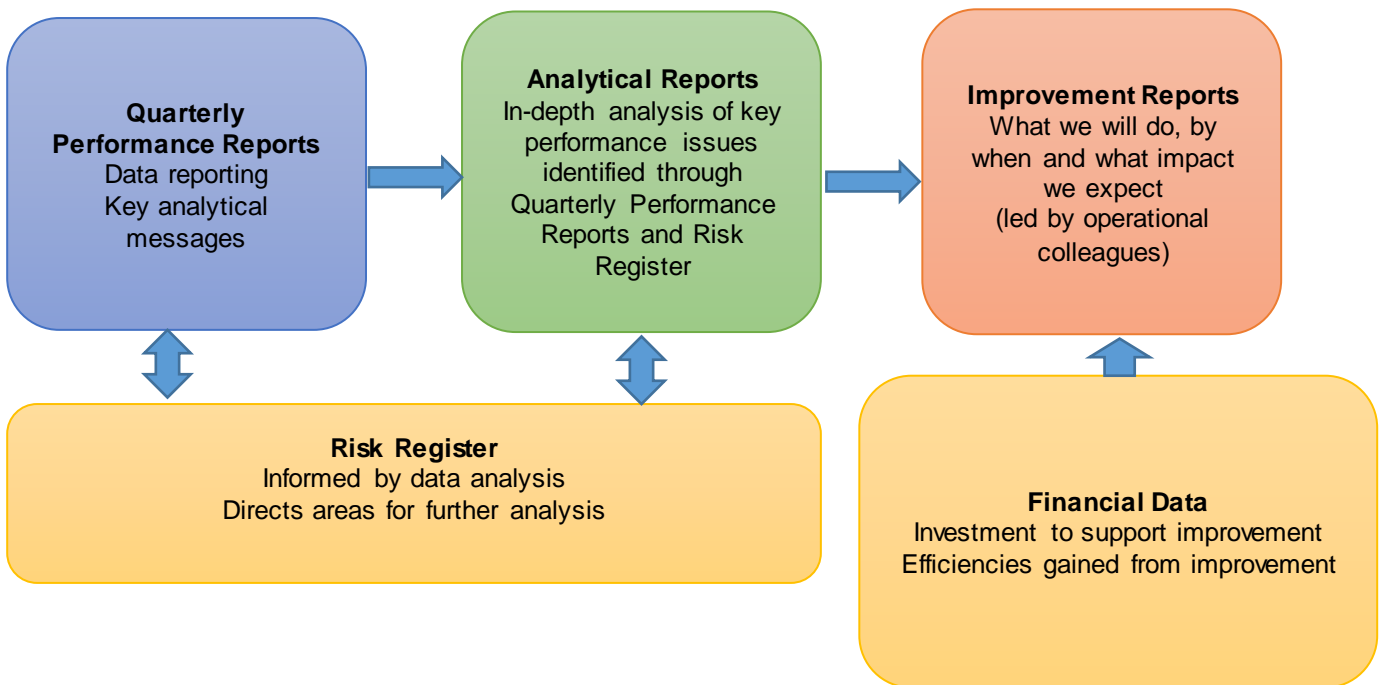 Quarterly
Performance Reports
Data reporting
Key analytical
messages
Analytical Reports
In-depth analysis of key
performance issues
identified through
Quarterly Performance
Reports and Risk
Register
Improvement Reports
What we will do, by
when and what impact
we expect
(led by operational
colleagues)
Risk Register
Informed by data analysis
Directs areas for further analysis
Financial Data
Investment to support improvement
Efficiencies gained from improvement